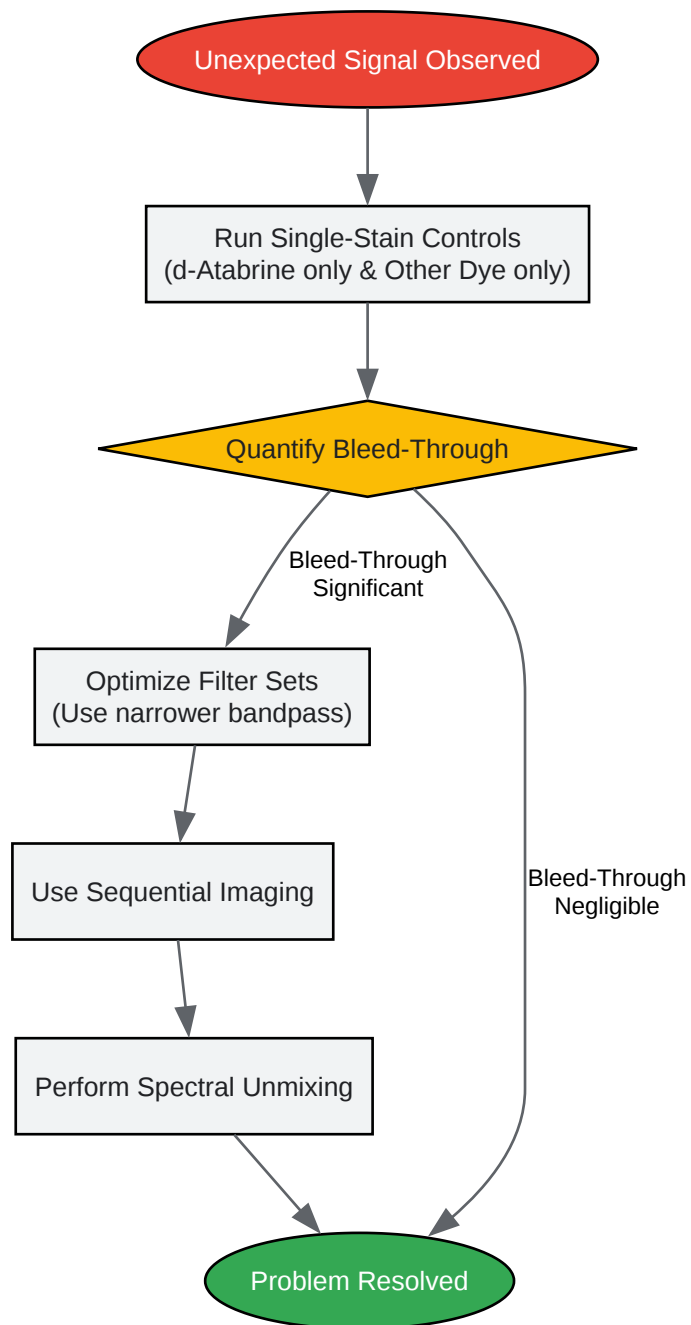 Unexpected Signal Observed
Run Single-Stain Controls
(d-Atabrine only & Other Dye only)
Quantify Bleed-Through
Bleed-Through
Significant
Optimize Filter Sets
(Use narrower bandpass)
Use Sequential Imaging
Bleed-Through
Negligible
Perform Spectral Unmixing
Problem Resolved